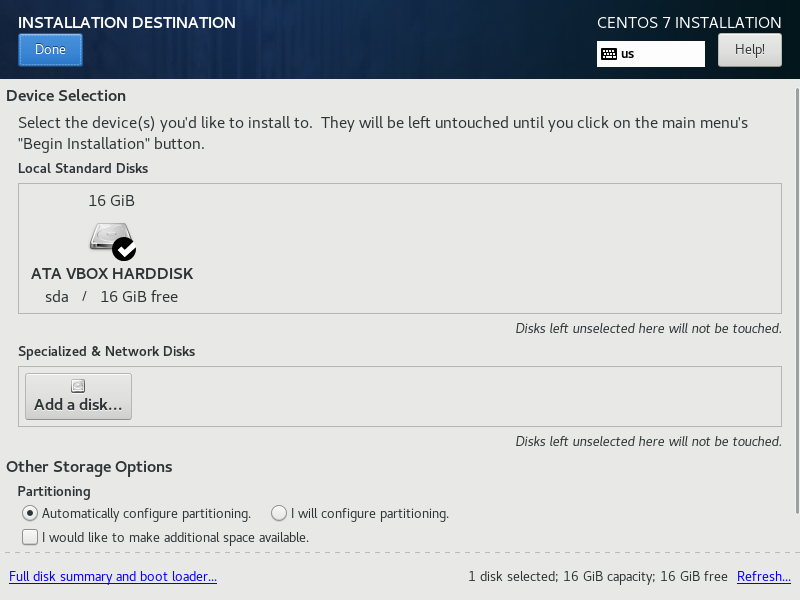 INSTALLATION DESTINATION
CENTOS 7 INSTALLATION
Done
us
Help!
Device Selection
Select the device(s) you'd like to install to.  They will be left untouched until you click on the main menu's
"Begin Installation" button.
Local Standard Disks
16 GiB
ATA VBOX HARDDISK
sda / 16 GiB free
Disks left unselected here will not be touched.
Specialized & Network Disks
Add a disk...
Disks left unselected here will not be touched.
Other Storage Options
Partitioning
Automatically configure partitioning.
I will configure partitioning.
I would like to make additional space available.
Full disk summary and boot loader...
1 disk selected; 16 GiB capacity; 16 GiB free
Refresh...